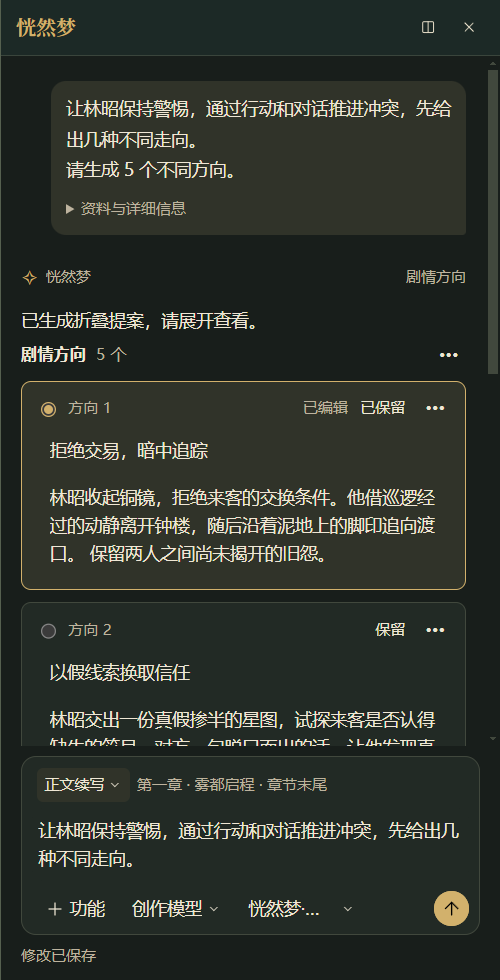 恍然梦
让林昭保持警惕，通过行动和对话推进冲突，先给
出几种不同走向。
请生成 5 个不同方向。
▶ 资料与详细信息
恍然梦
剧情方向
已生成折叠提案，请展开查看。
剧情方向 5 个
方向 1
已编辑 已保留
拒绝交易，暗中追踪
林昭收起铜镜，拒绝来客的交换条件。他借巡逻经
过的动静离开钟楼，随后沿着泥地上的脚印追向渡
口。 保留两人之间尚未揭开的旧怨。
方向 2
保留
以假线索换取信任
林昭交出一份真假掺半的星图，试探来客是否认得
正文续写
第一章 · 雾都启程 · 章节末尾
让林昭保持警惕，通过行动和对话推进冲突，先给出几
种不同走向。
功能
创作模型
恍然梦·...
修改已保存